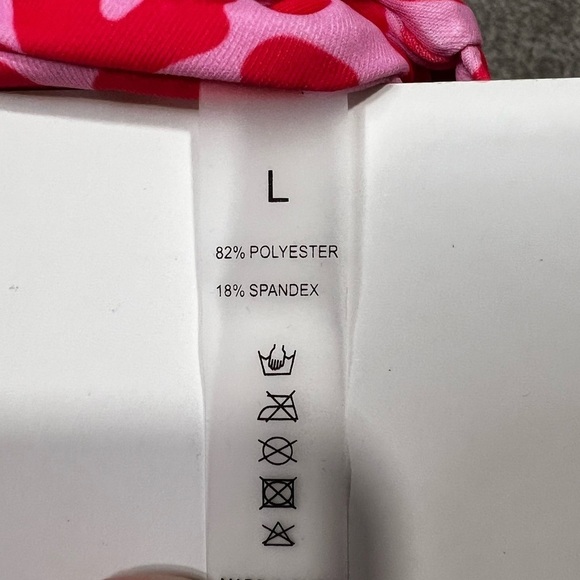 L
82% POLYESTER
18% SPANDEX